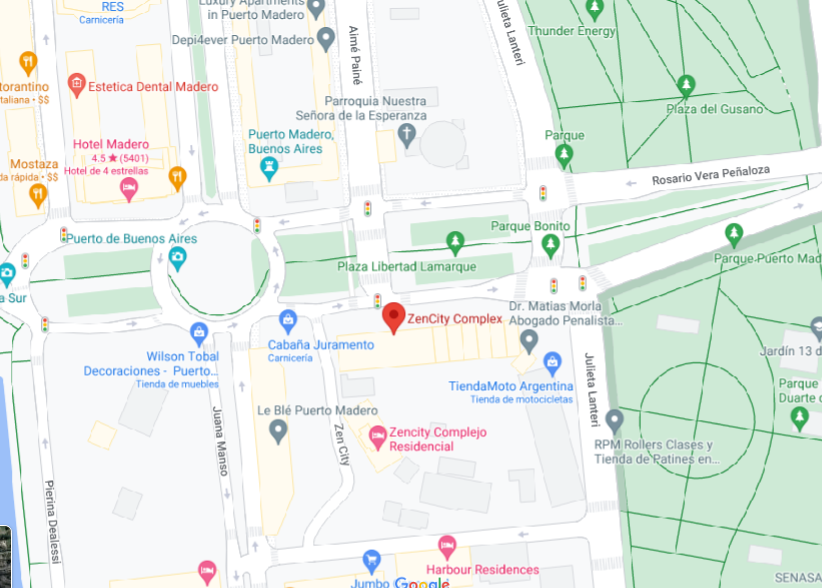 RES
Carnicería
Luxury Apartments
in Puerto Madero
Depi4ever Puerto Madero
Aimé Painé
Julieta Lanteri
Thunder Energy
torantino
taliana • $$
Estetica Dental Madero
Plaza del Gusano
Parroquia Nuestra
Señora de la Esperanza
Puerto Madero,
Buenos Aires
Parque
Hotel Madero
4.5 ★ (5401)
Hotel de 4 estrellas
Mostaza
da rápida • $$
Rosario Vera Peñaloza
Parque Bonito
Puerto de Buenos Aires
Plaza Libertad Lamarque
Parque Puerto Mad
a Sur
ZenCity Complex
Dr. Matias Morla
Abogado Penalista...
Cabaña Juramento
Carnicería
Wilson Tobal
Decoraciones - Puerto...
Tienda de muebles
Jardín 13 d
TiendaMoto Argentina
Tienda de motocicletas
Julieta Lanteri
Parque
Duarte d
Le Blé Puerto Madero
Juana Manso
Zen City
Zencity Complejo
Residencial
RPM Rollers Clases y
Tienda de Patines en...
Pierina Dealessi
Harbour Residences
Jumbo
Google
SENASA